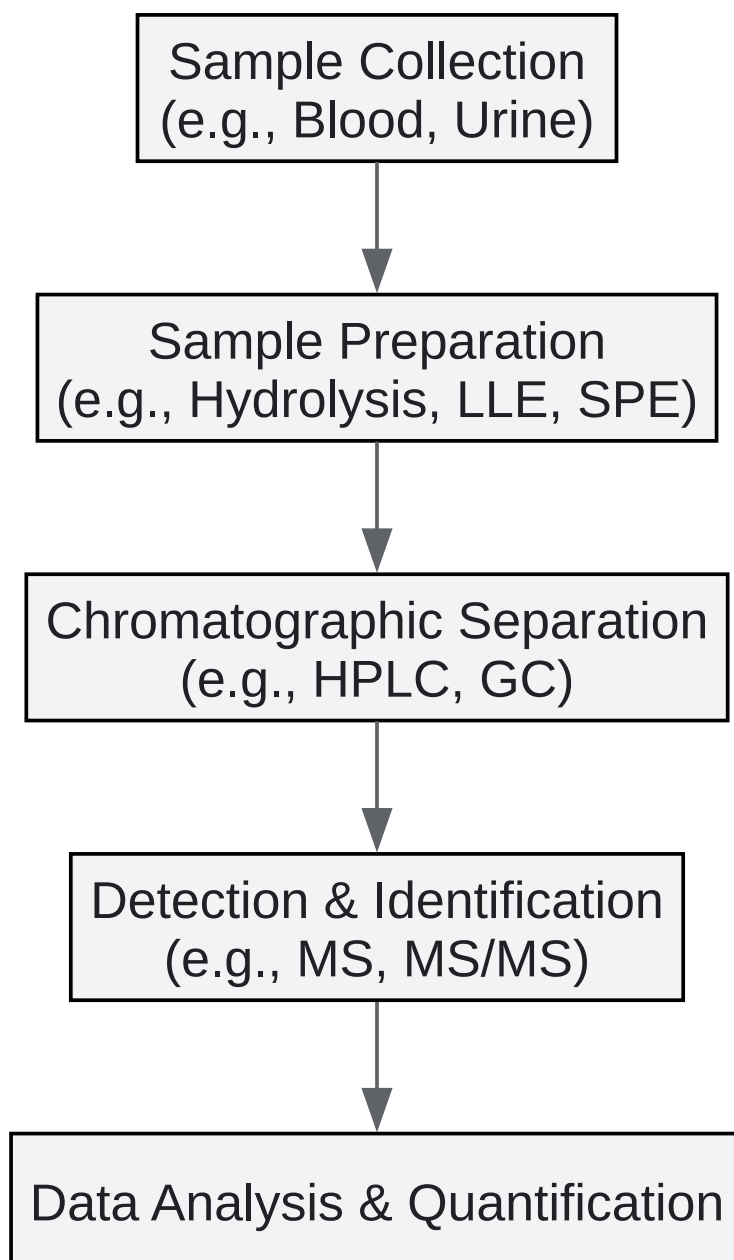 Sample Collection
(e.g., Blood, Urine)
Sample Preparation
(e.g., Hydrolysis, LLE, SPE)
Chromatographic Separation
(e.g., HPLC, GC)
Detection & Identification
(e.g., MS, MS/MS)
Data Analysis & Quantification